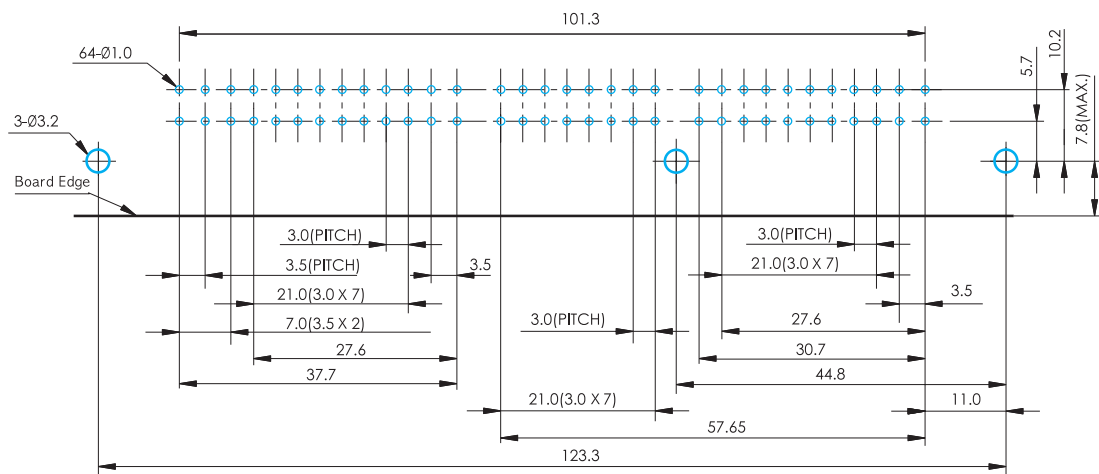 101.3
64-Ø1.0
10.2
5.7
7.8(MAX.)
3-Ø3.2
Board Edge
3.0(PITCH)
3.0(PITCH)
3.5(PITCH)
3.5
21.0(3.0 X 7)
21.0(3.0 X 7)
3.5
7.0(3.5 X 2)
3.0(PITCH)
27.6
27.6
30.7
37.7
44.8
21.0(3.0 X 7)
11.0
57.65
123.3